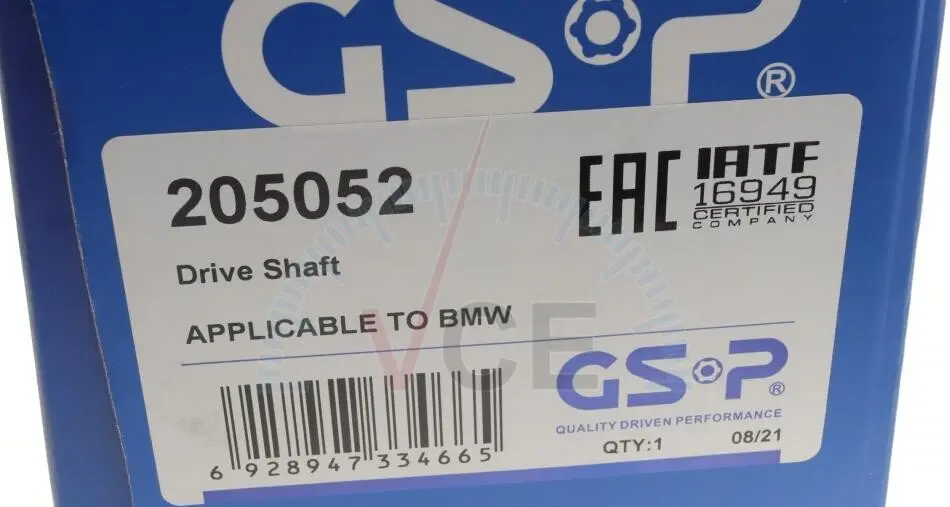 GSP®
205052
EAC
IATF
16949
CERTIFIED
COMPANY
Drive Shaft
APPLICABLE TO BMW
VCE
GSP®
QUALITY DRIVEN PERFORMANCE
6 928947 334665
QTY:1
08/21